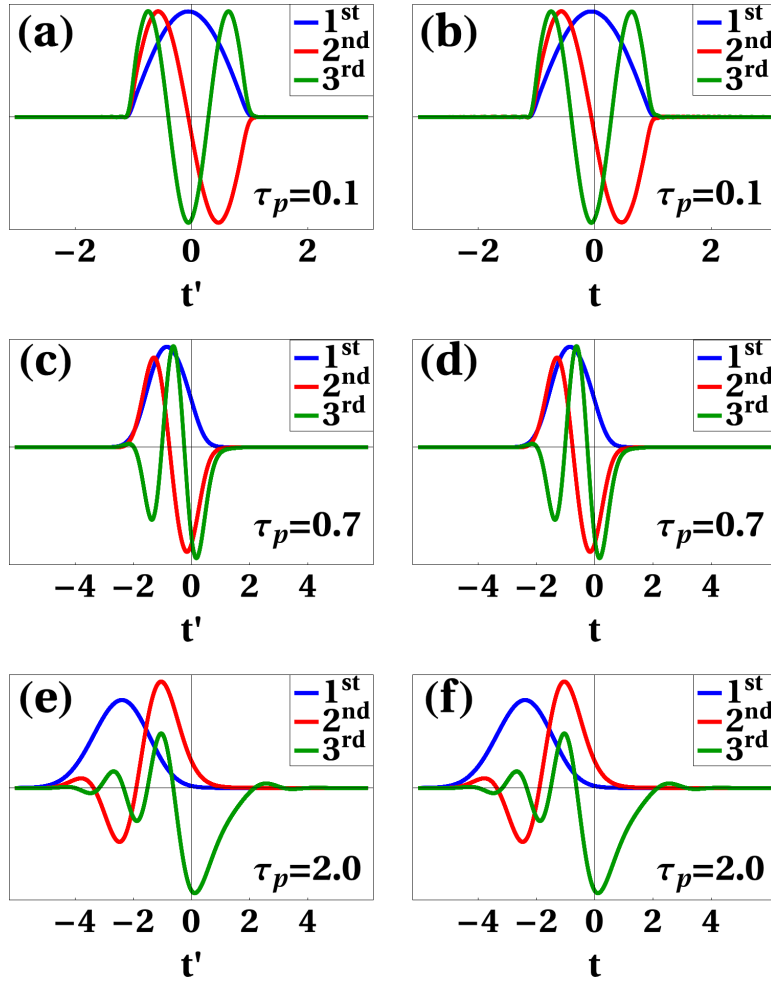 (a)
1st
2nd
3rd
τp=0.1
−2 0 2
t'
(b)
1st
2nd
3rd
τp=0.1
−2 0 2
t
(c)
1st
2nd
3rd
τp=0.7
−4 −2 0 2 4
t'
(d)
1st
2nd
3rd
τp=0.7
−4 −2 0 2 4
t
(e)
1st
2nd
3rd
τp=2.0
−4 −2 0 2 4
t'
(f)
1st
2nd
3rd
τp=2.0
−4 −2 0 2 4
t